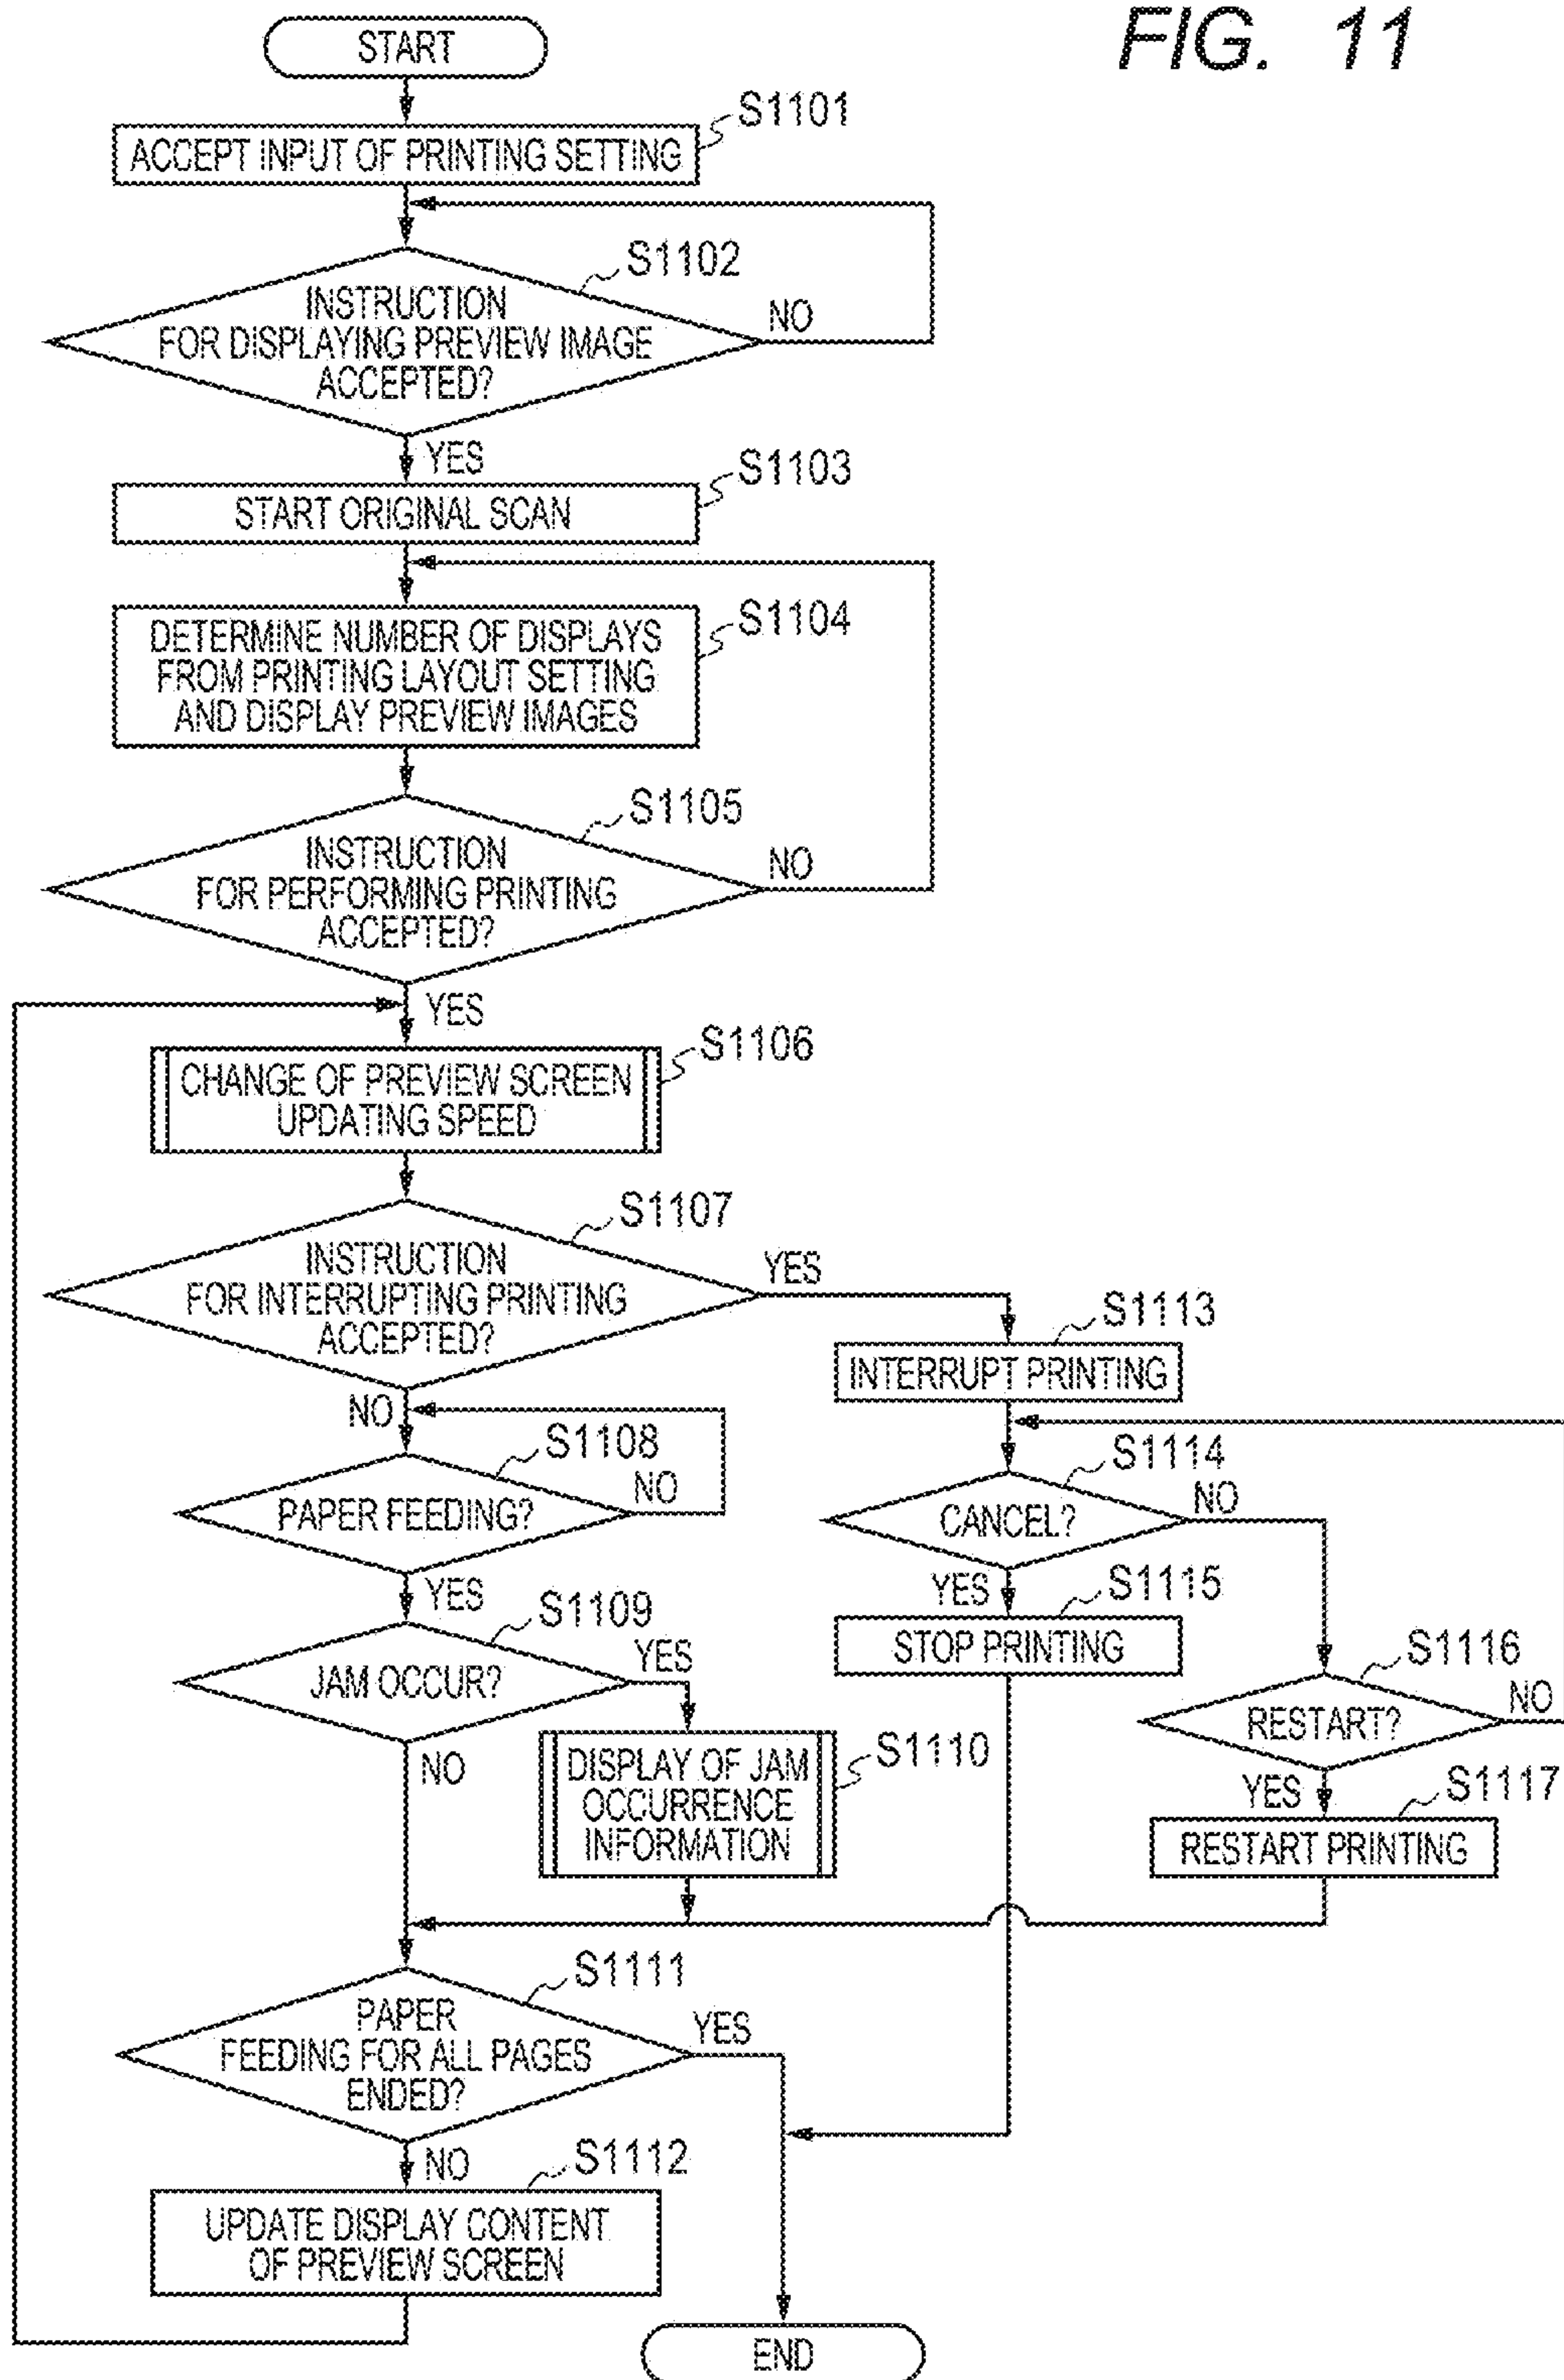 FIG. 11
START
S1101
ACCEPT INPUT OF PRINTING SETTING
S1102
INSTRUCTION
FOR DISPLAYING PREVIEW IMAGE
ACCEPTED?
NO
YES
S1103
START ORIGINAL SCAN
S1104
DETERMINE NUMBER OF DISPLAYS
FROM PRINTING LAYOUT SETTING
AND DISPLAY PREVIEW IMAGES
S1105
INSTRUCTION
FOR PERFORMING PRINTING
ACCEPTED?
NO
YES
S1106
CHANGE OF PREVIEW SCREEN
UPDATING SPEED
S1107
INSTRUCTION
FOR INTERRUPTING PRINTING
ACCEPTED?
YES
NO
S1108
PAPER FEEDING?
NO
YES
S1109
JAM OCCUR?
YES
NO
S1110
DISPLAY OF JAM
OCCURRENCE
INFORMATION
S1111
PAPER
FEEDING FOR ALL PAGES
ENDED?
YES
NO
S1112
UPDATE DISPLAY CONTENT
OF PREVIEW SCREEN
S1113
INTERRUPT PRINTING
S1114
CANCEL?
NO
YES
S1115
STOP PRINTING
S1116
RESTART?
NO
YES
S1117
RESTART PRINTING
END